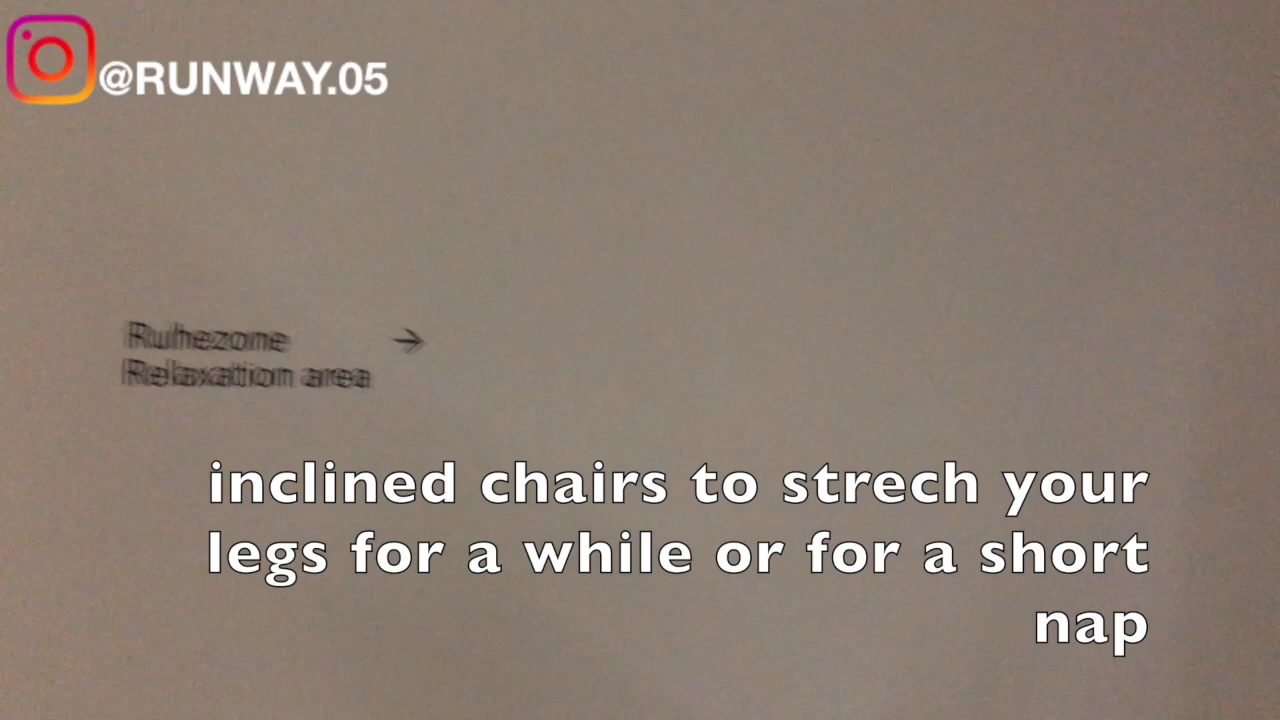 @RUNWAY.05
Ruhezone →
Relaxation area
inclined chairs to strech your
legs for a while or for a short
nap